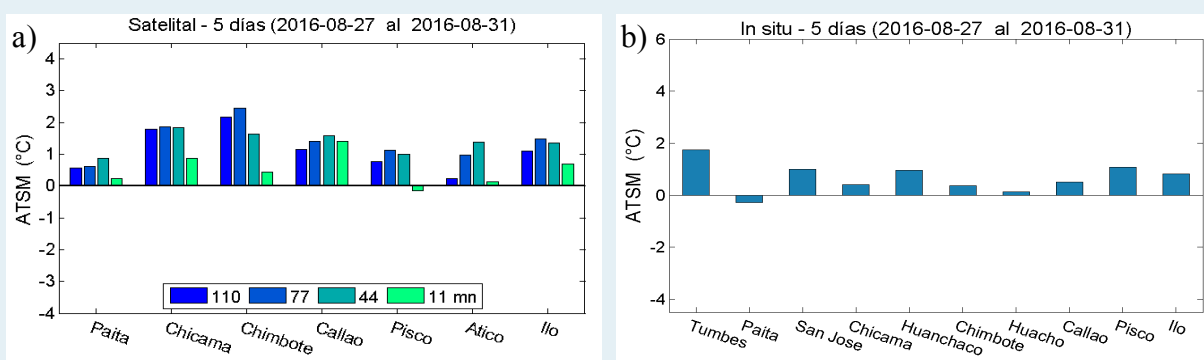 a)
Satelital - 5 días (2016-08-27 al 2016-08-31)
4
3
2
1
0
-1
-2
-3
-4
ATSM (°C)
110 77 44 11 mn
Paita Chicama Chimbote Callao Pisco Atico Ilo
b)
In situ - 5 días (2016-08-27 al 2016-08-31)
6
4
2
0
-2
-4
ATSM (°C)
Tumbes Paita San Jose Chicama Huanchaco Chimbote Huacho Callao Pisco Ilo